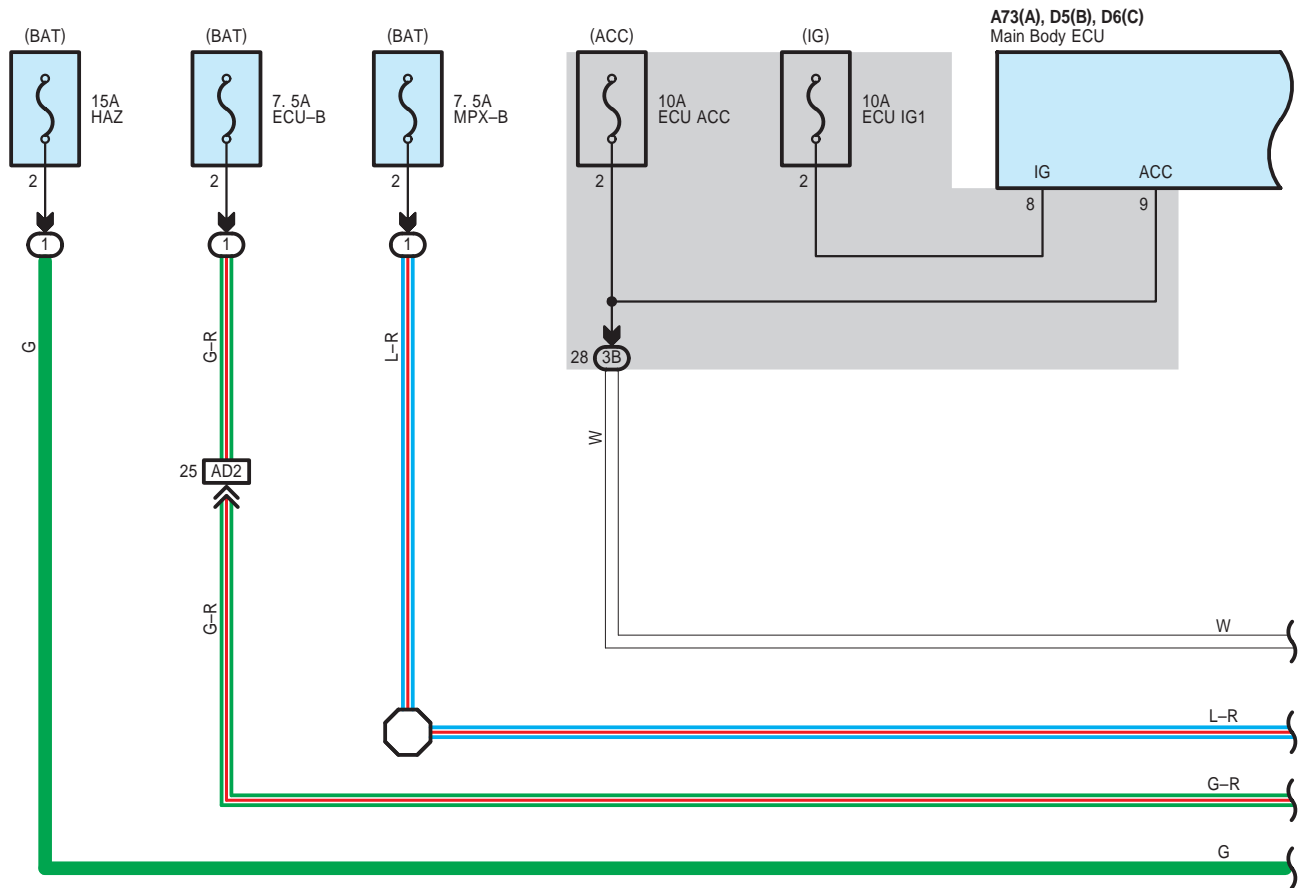 A73(A), D5(B), D6(C)
Main Body ECU
(BAT)
(BAT)
(BAT)
(ACC)
(IG)
15A
HAZ
7. 5A
ECU–B
7. 5A
MPX–B
10A
ECU ACC
10A
ECU IG1
IG
ACC
2
2
2
2
2
8
9
1
1
1
G
G–R
L–R
28
3B
W
25
AD2
G–R
W
L–R
G–R
G